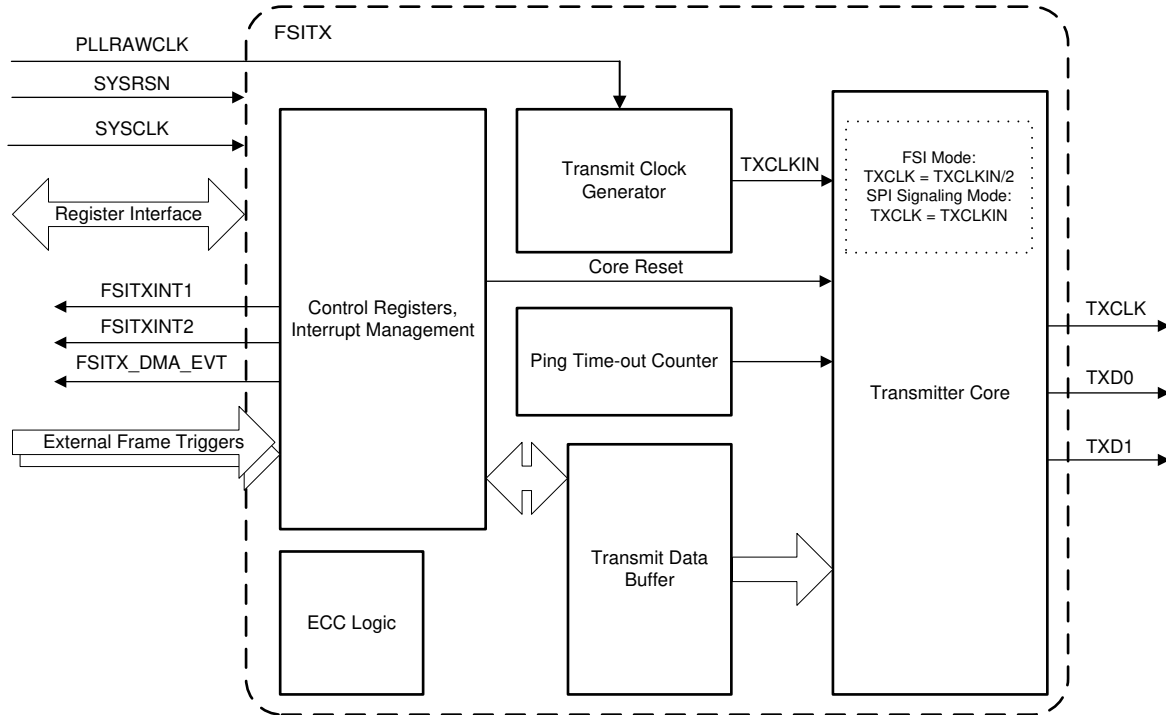 FSITX
PLLRAWCLK
SYSRSN
SYSCLK
Register Interface
FSITXINT1
FSITXINT2
FSITX_DMA_EVT
External Frame Triggers
Control Registers,
Interrupt Management
ECC Logic
Transmit Clock
Generator
TXCLKIN
Core Reset
Ping Time-out Counter
Transmit Data
Buffer
FSI Mode:
TXCLK = TXCLKIN/2
SPI Signaling Mode:
TXCLK = TXCLKIN
Transmitter Core
TXCLK
TXD0
TXD1